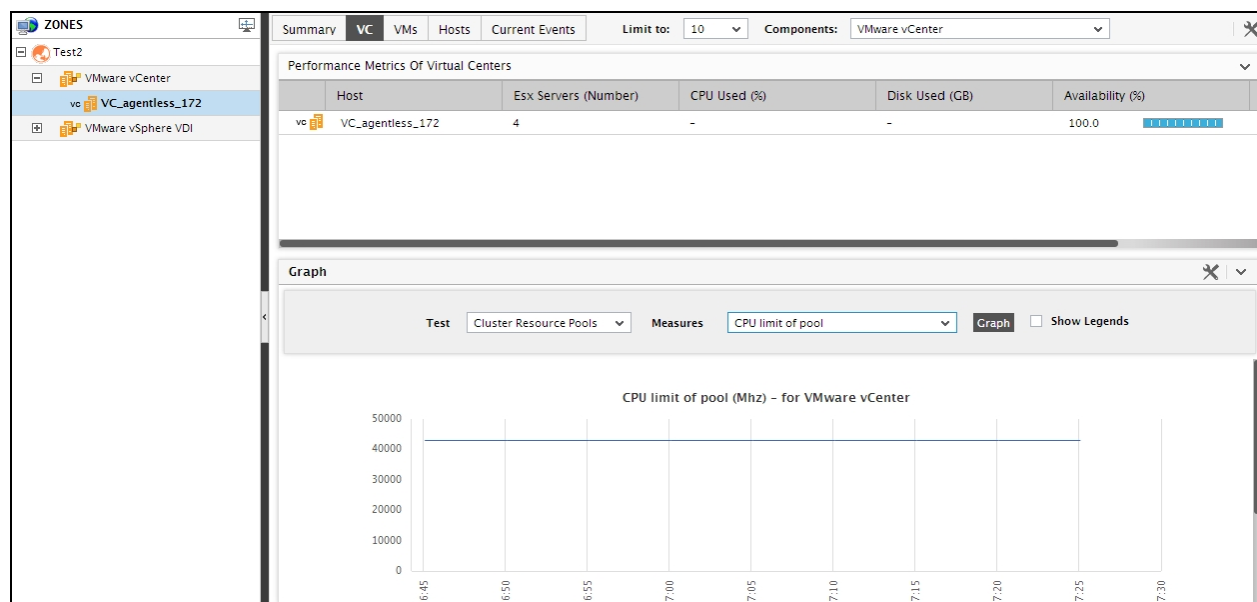 ZONES
Test2
VMware vCenter
vc VC_agentless_172
VMware vSphere VDI
Summary VC VMs Hosts Current Events Limit to: 10 Components: VMware vCenter
Performance Metrics Of Virtual Centers
Host Esx Servers (Number) CPU Used (%) Disk Used (GB) Availability (%)
vc VC_agentless_172 4 - - 100.0
Graph
Test Cluster Resource Pools Measures CPU limit of pool Graph Show Legends
CPU limit of pool (Mhz) - for VMware vCenter
50000
40000
30000
20000
10000
0
6:45 6:50 6:55 7:00 7:05 7:10 7:15 7:20 7:25 7:30